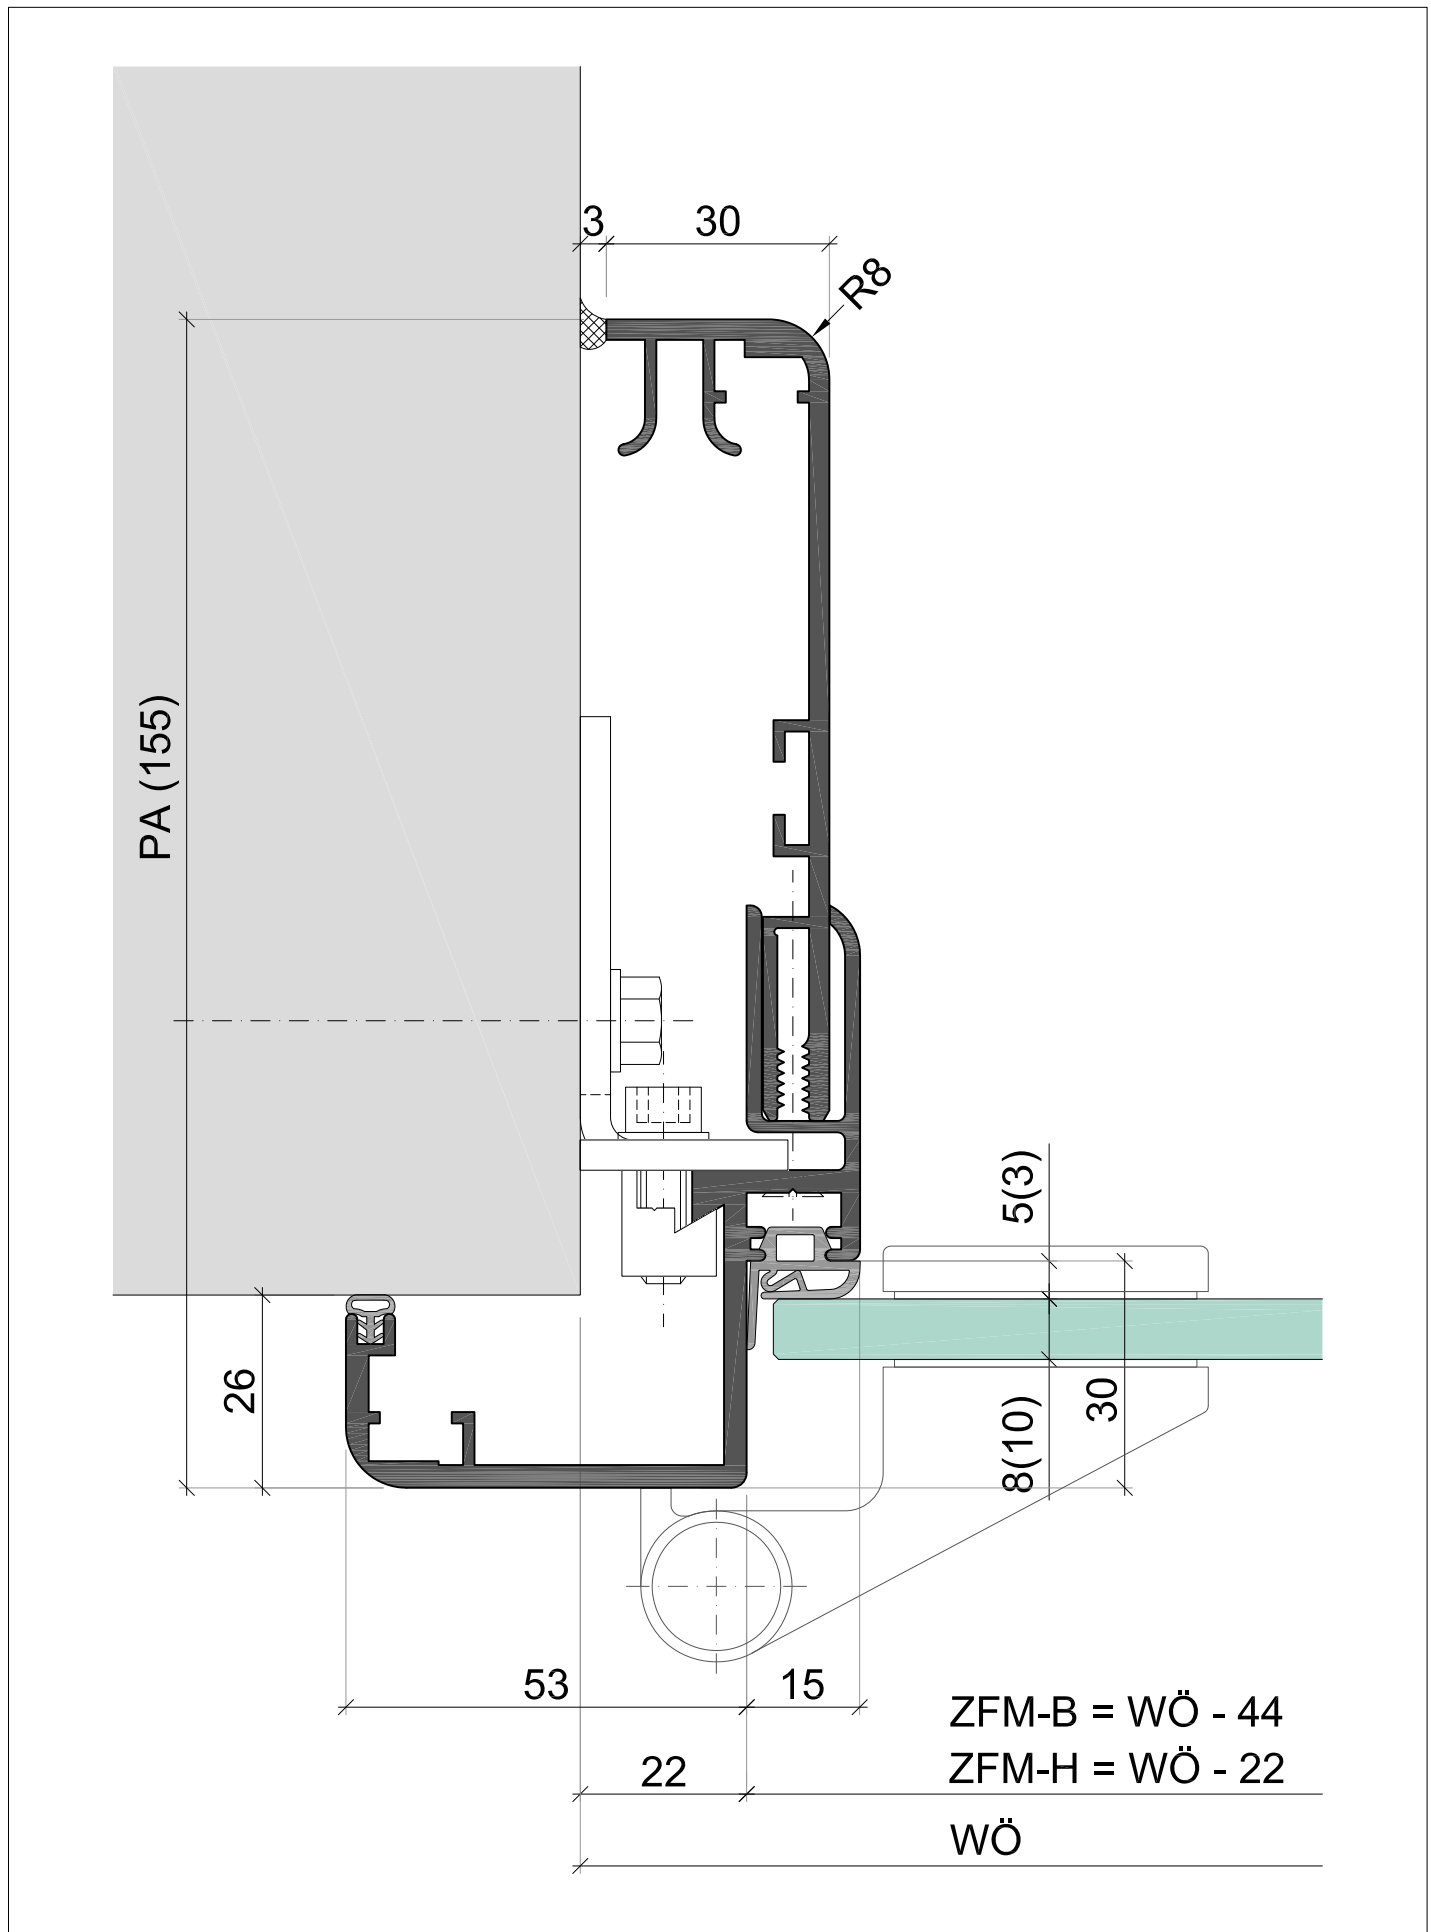 3
30
R8
PA (155)
5(3)
26
8(10)
30
53
15
ZFM-B = WÖ - 44
22
ZFM-H = WÖ - 22
WÖ